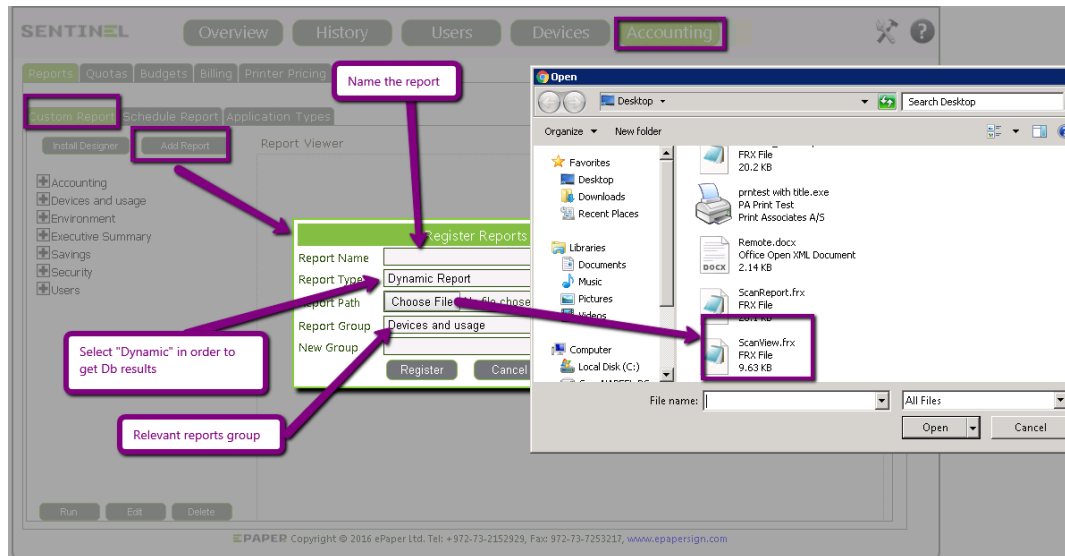 SENTINEL
Overview
History
Users
Devices
Accounting
?
Reports
Quotas
Budgets
Billing
Printer Pricing
Name the report
Custom Report
Schedule Report
Application Types
Install Designer
Add Report
Report Viewer
Accounting
Devices and usage
Environment
Executive Summary
Savings
Security
Users
Register Reports
Report Name
Report Type
Dynamic Report
Report Path
Choose File
Report Group
Devices and usage
New Group
Register
Cancel
Select "Dynamic" in order to
get Db results
Relevant reports group
Run
Edit
Delete
EPAPER Copyright © 2016 ePaper Ltd. Tel: +972-73-2152929, Fax: 972-73-7253217, www.epapersign.com
Open
Desktop
Search Desktop
Organize
New folder
Favorites
Desktop
Downloads
Recent Places
Libraries
Documents
Music
Pictures
Videos
Computer
Local Disk (C:)
FRX File
20.2 KB
prntest with title.exe
PA Print Test
Print Associates A/S
Remote.docx
Office Open XML Document
2.14 KB
DOCX
ScanReport.frx
FRX File
ScanView.frx
FRX File
9.63 KB
File name:
All Files
Open
Cancel